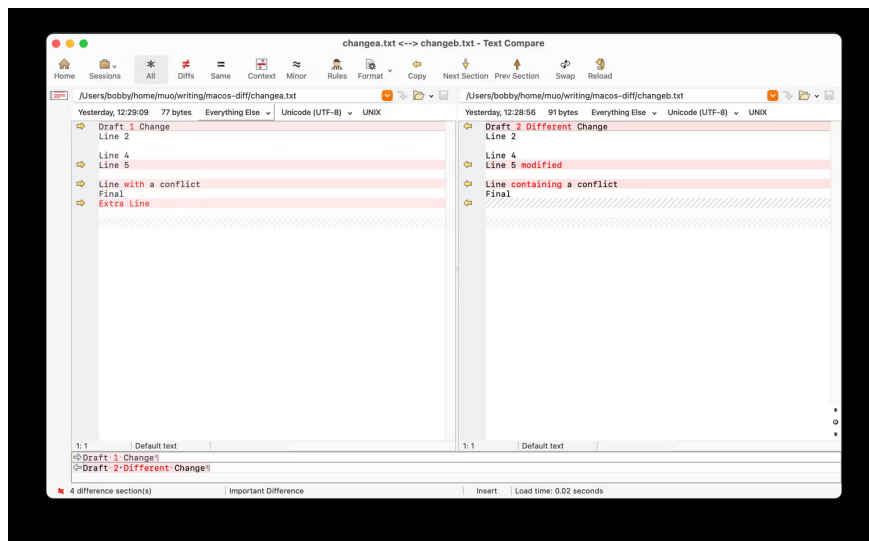 changea.txt <--> changeb.txt - Text Compare
Home Sessions All Diffs Same Context Minor Rules Format Copy Next Section Prev Section Swap Reload
/Users/bobby/home/muo/writing/macos-diff/changea.txt
Yesterday, 12:29:09 77 bytes Everything Else Unicode (UTF-8) UNIX
Draft 1 Change
Line 2
Line 4
Line 5
Line with a conflict
Final
Extra Line
1: 1 Default text
/Users/bobby/home/muo/writing/macos-diff/changeb.txt
Yesterday, 12:28:56 91 bytes Everything Else Unicode (UTF-8) UNIX
Draft 2 Different Change
Line 2
Line 4
Line 5 modified
Line containing a conflict
Final
1: 1 Default text
Draft·1·Change¶
Draft·2·Different·Change¶
4 difference section(s) Important Difference Insert Load time: 0.02 seconds